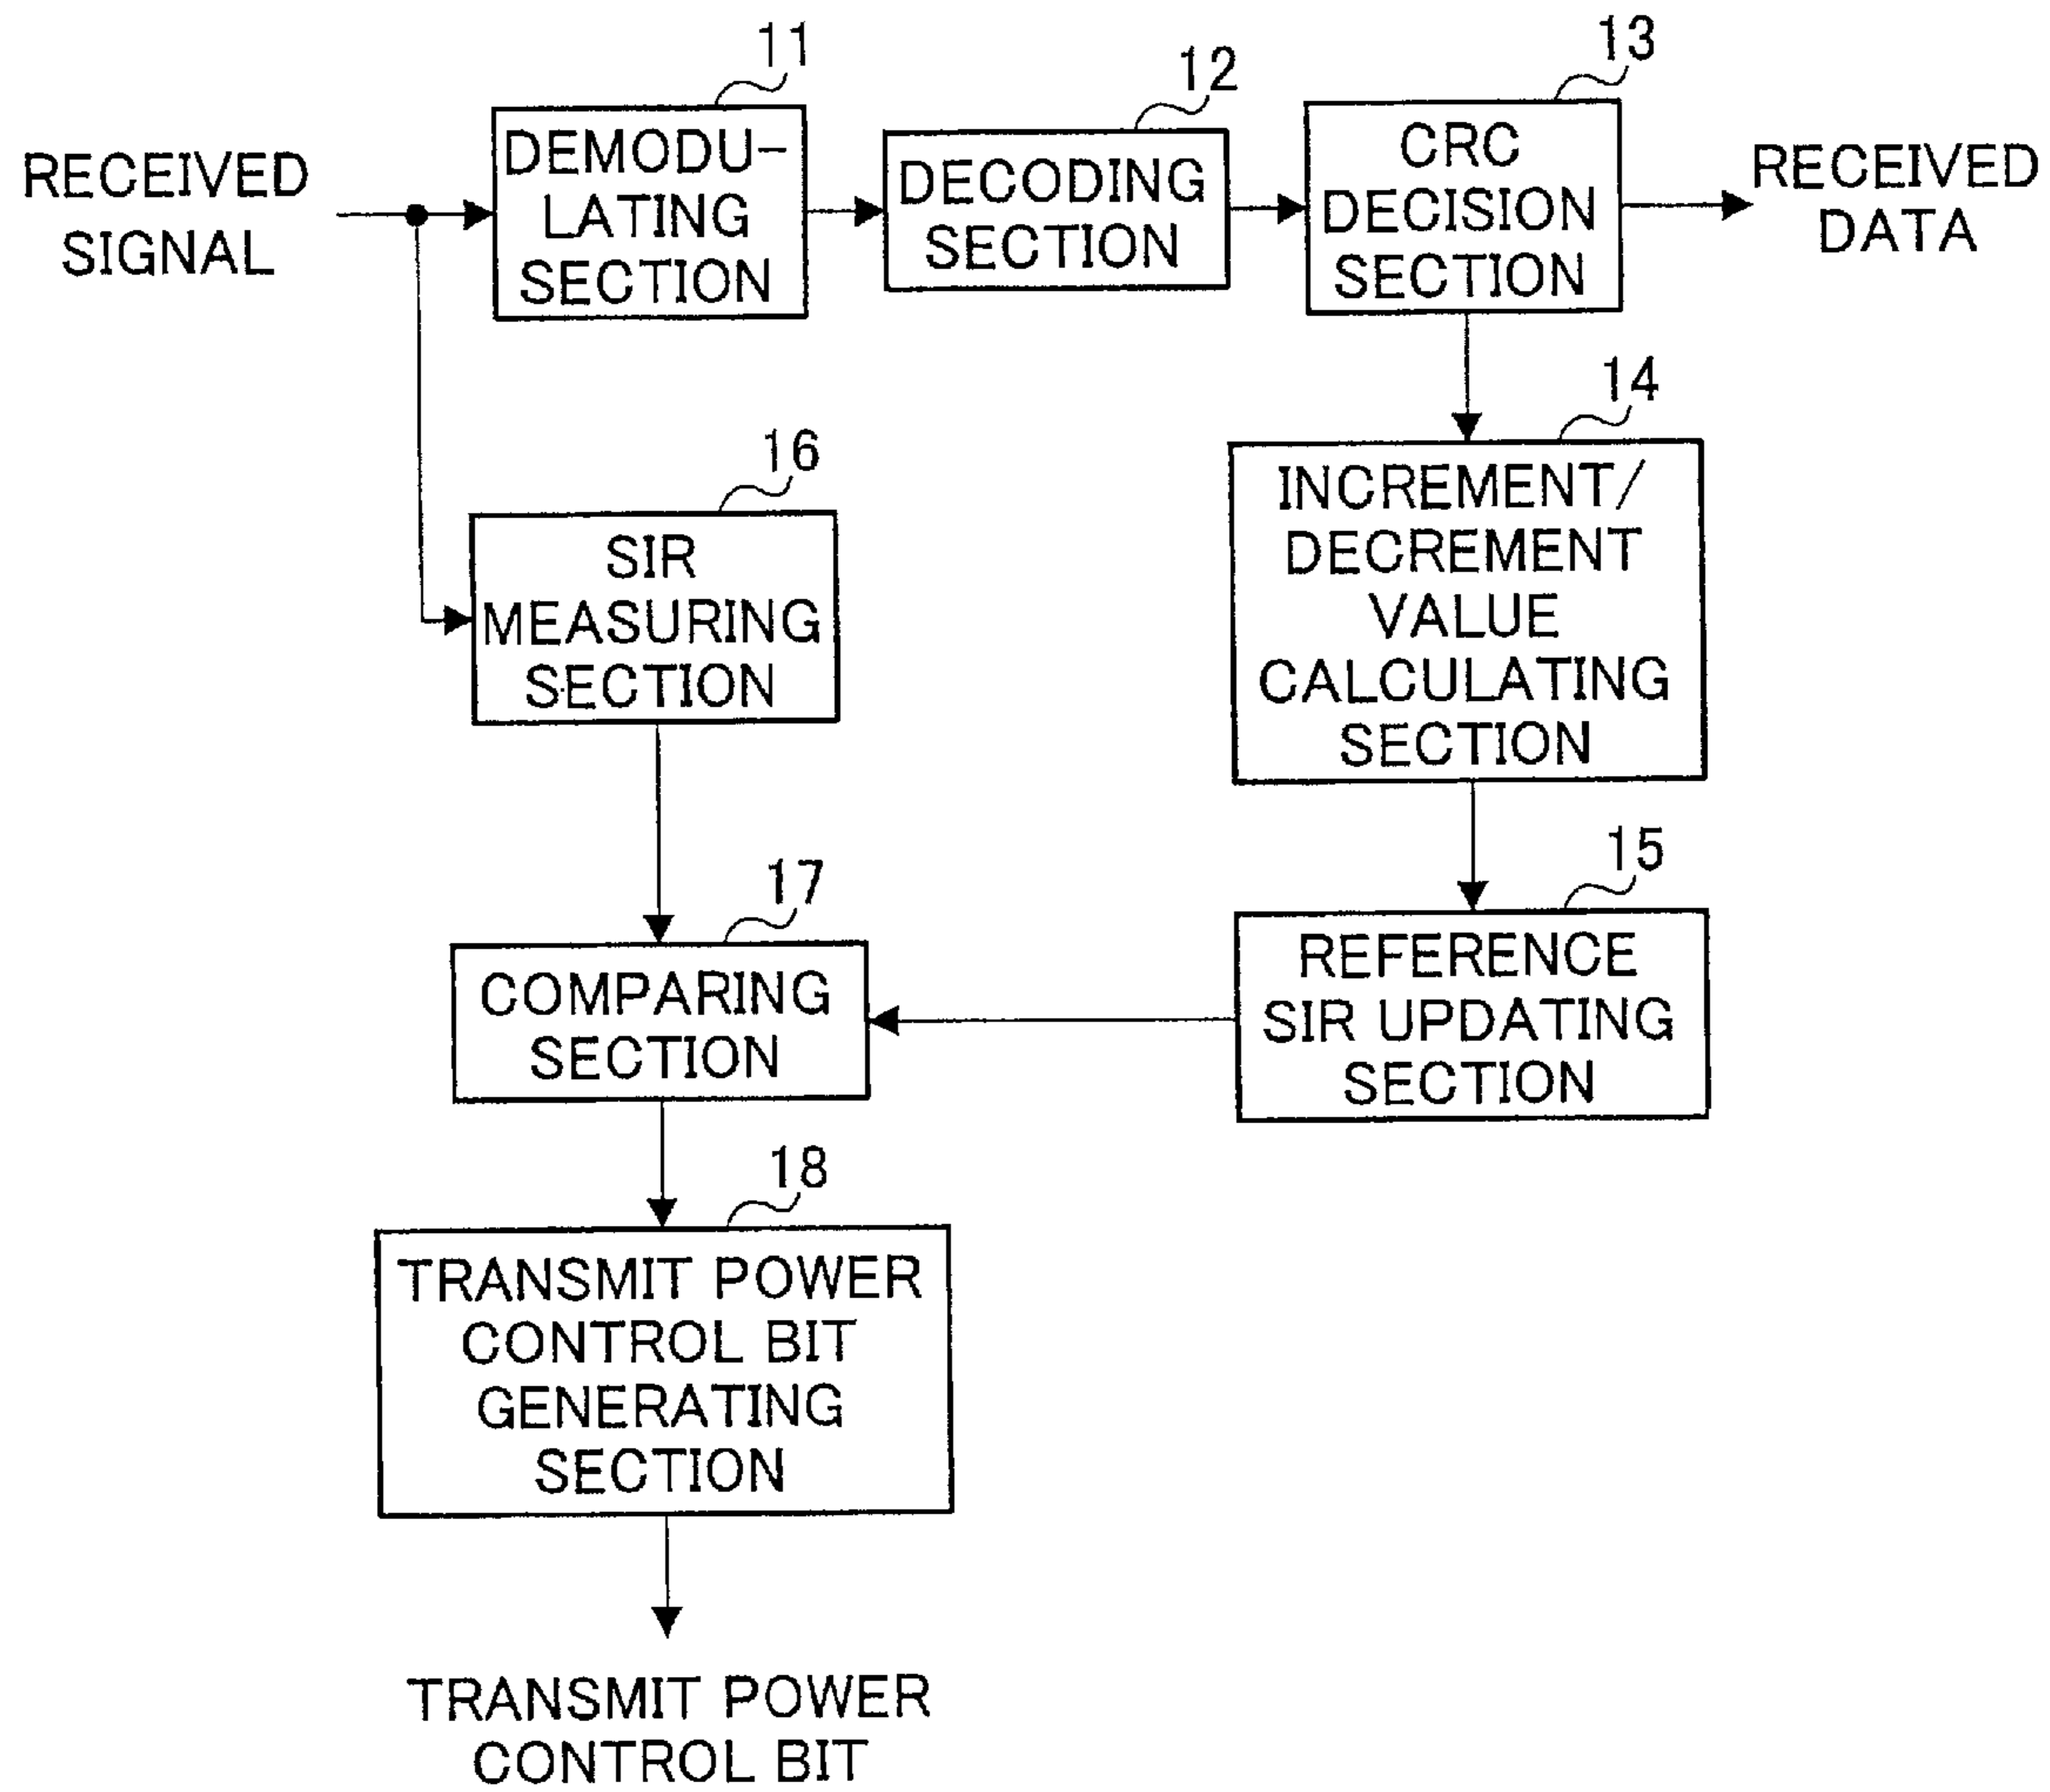 11
DEMODU-
LATING
SECTION
12
DECODING
SECTION
13
CRC
DECISION
SECTION
RECEIVED
SIGNAL
RECEIVED
DATA
14
INCREMENT/
DECREMENT
VALUE
CALCULATING
SECTION
16
SIR
MEASURING
SECTION
15
REFERENCE
SIR UPDATING
SECTION
17
COMPARING
SECTION
18
TRANSMIT POWER
CONTROL BIT
GENERATING
SECTION
TRANSMIT POWER
CONTROL BIT